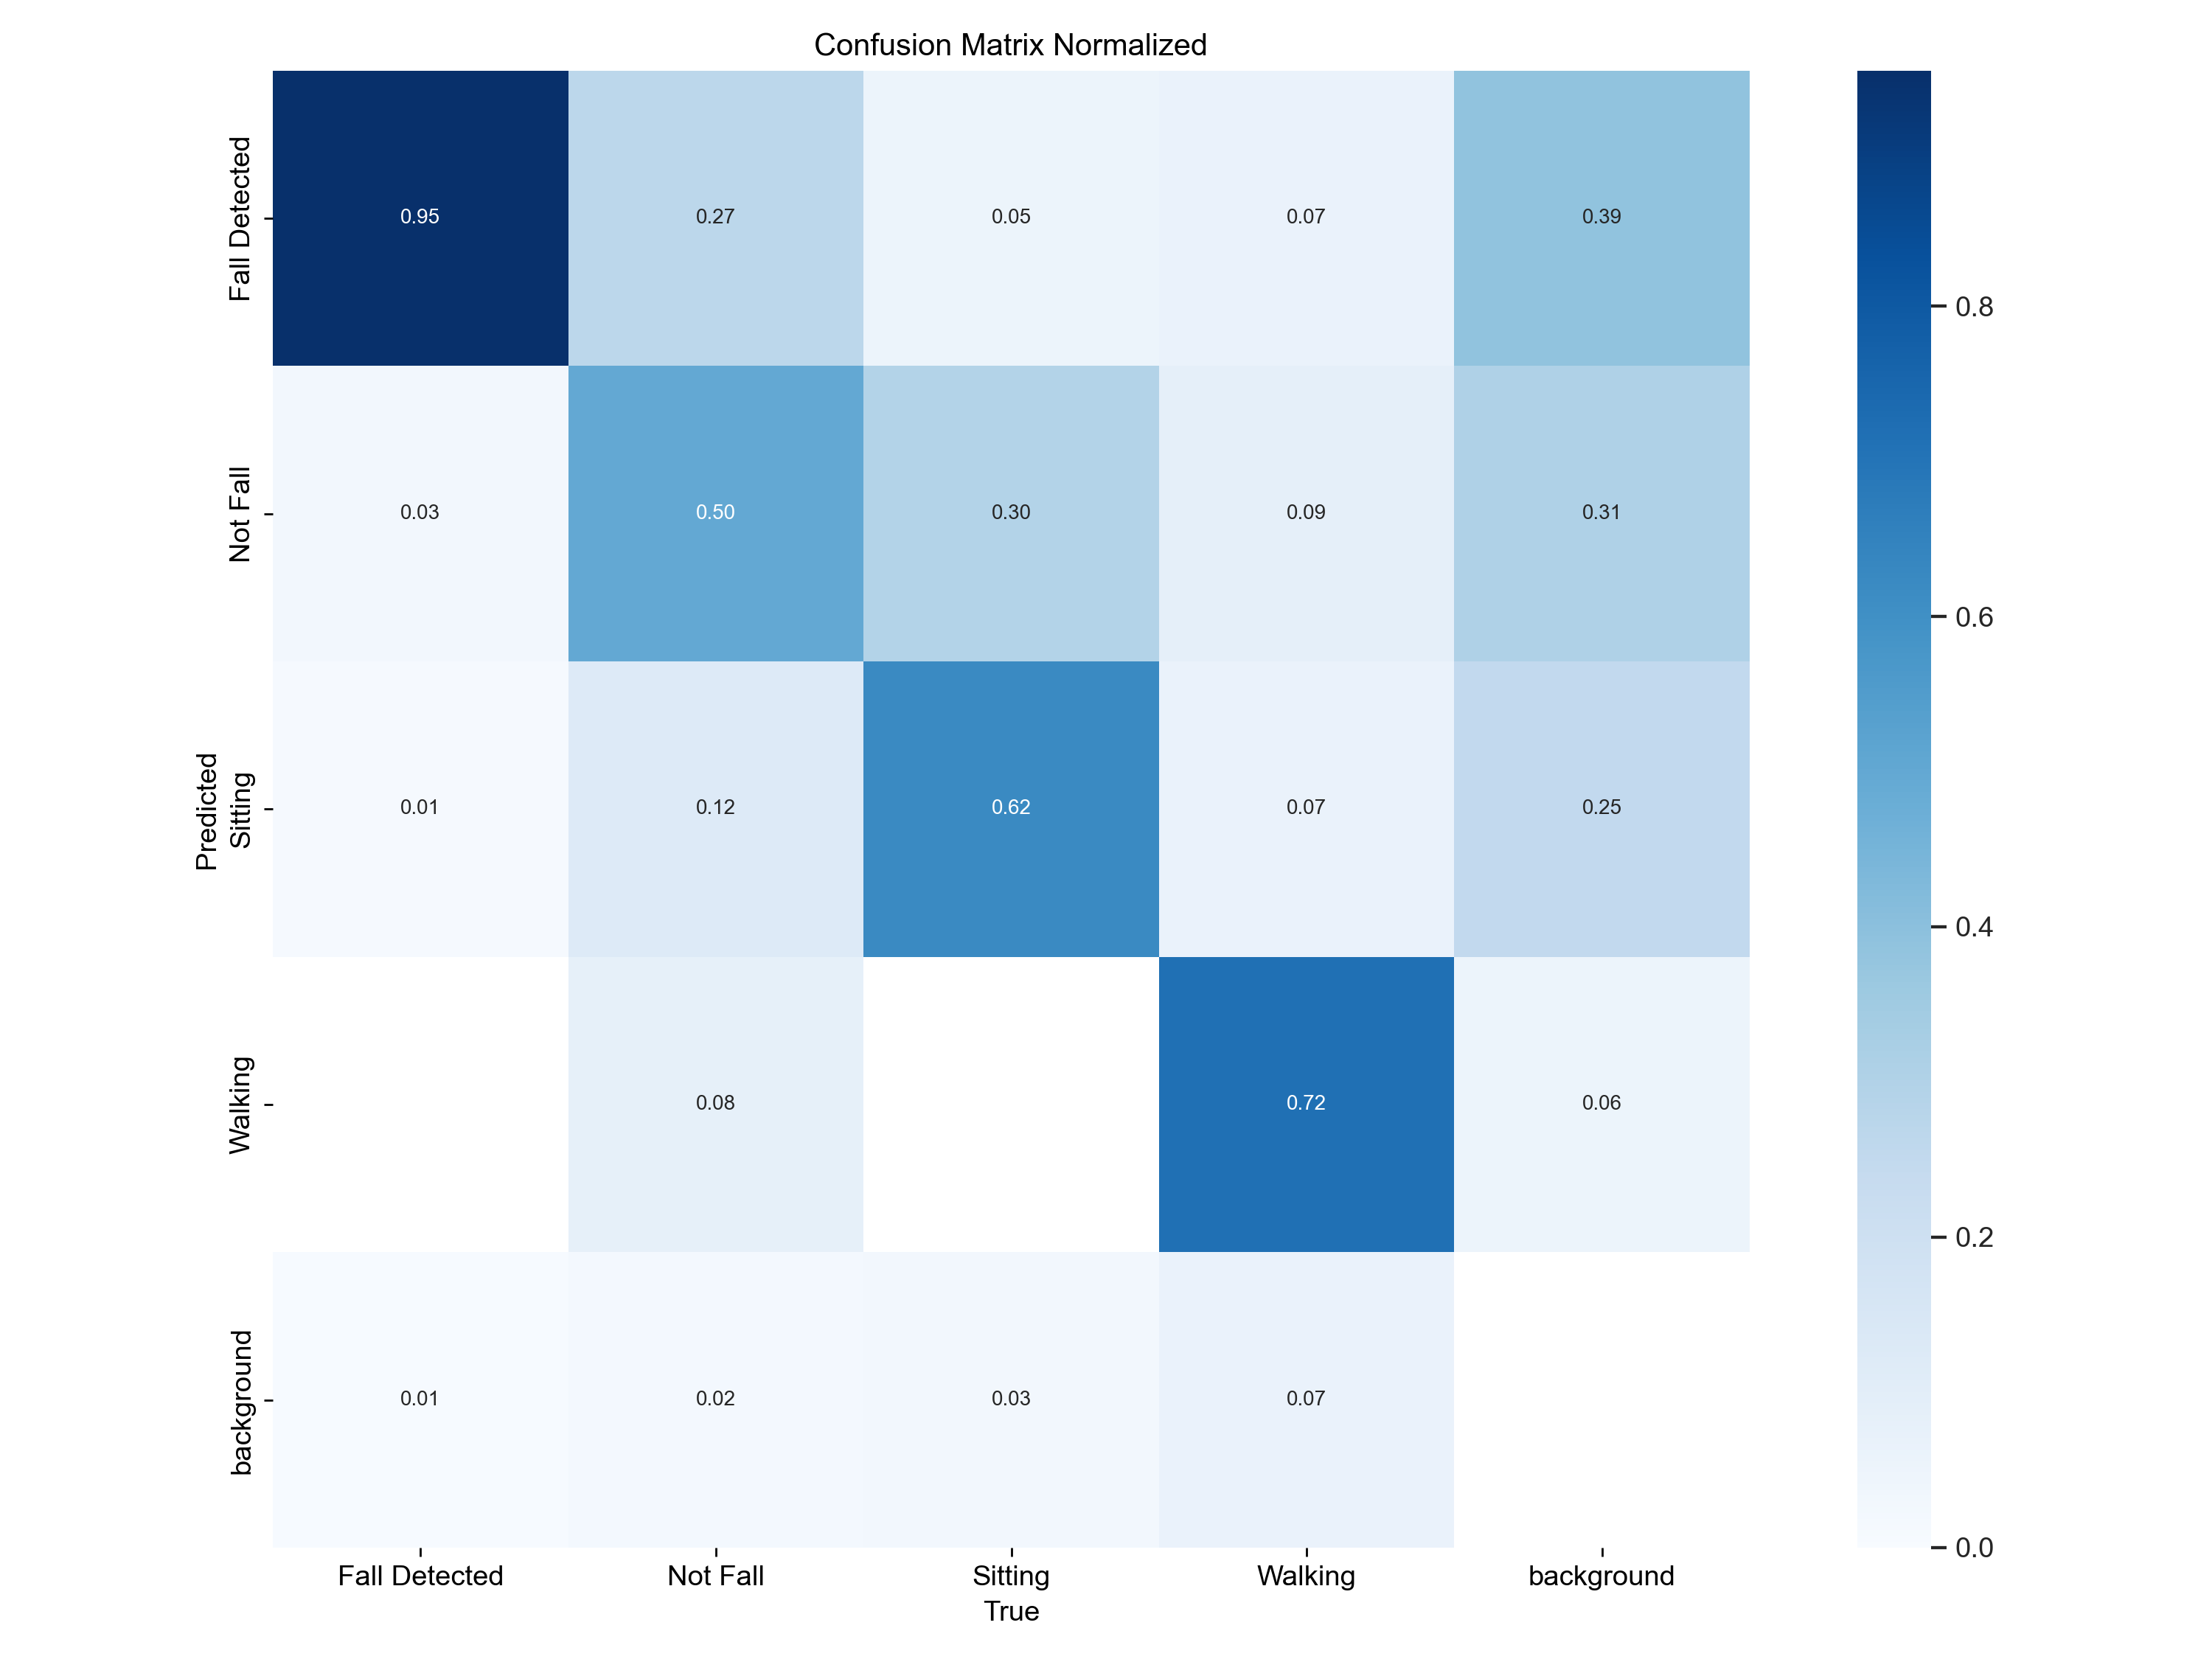 Confusion Matrix Normalized
Fall Detected
0.95
0.27
0.05
0.07
0.39
0.8
Not Fall
0.03
0.50
0.30
0.09
0.31
0.6
Predicted
Sitting
0.01
0.12
0.62
0.07
0.25
0.4
Walking
0.08
0.72
0.06
0.2
background
0.01
0.02
0.03
0.07
0.0
Fall Detected
Not Fall
Sitting
Walking
background
True